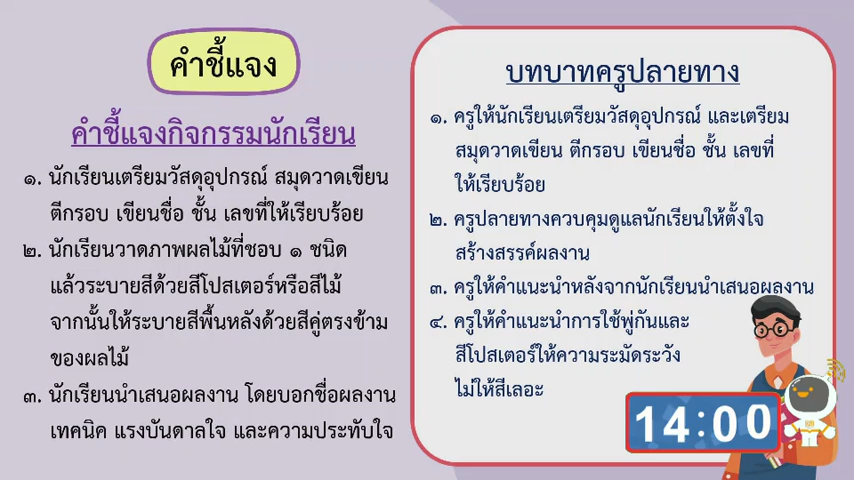 คำชี้แจง
คำชี้แจงกิจกรรมนักเรียน
๑. นักเรียนเตรียมวัสดุอุปกรณ์ สมุดวาดเขียน
ตีกรอบ เขียนชื่อ ชั้น เลขที่ให้เรียบร้อย
๒. นักเรียนวาดภาพผลไม้ที่ชอบ ๑ ชนิด
แล้วระบายสีด้วยสีโปสเตอร์หรือสีไม้
จากนั้นให้ระบายสีพื้นหลังด้วยสีคู่ตรงข้าม
ของผลไม้
๓. นักเรียนนำเสนอผลงาน โดยบอกชื่อผลงาน
เทคนิค แรงบันดาลใจ และความประทับใจ
บทบาทครูปลายทาง
๑. ครูให้นักเรียนเตรียมวัสดุอุปกรณ์ และเตรียม
สมุดวาดเขียน ตีกรอบ เขียนชื่อ ชั้น เลขที่
ให้เรียบร้อย
๒. ครูปลายทางควบคุมดูแลนักเรียนให้ตั้งใจ
สร้างสรรค์ผลงาน
๓. ครูให้คำแนะนำหลังจากนักเรียนนำเสนอผลงาน
๔. ครูให้คำแนะนำการใช้พู่กันและ
สีโปสเตอร์ให้ความระมัดระวัง
ไม่ให้สีเลอะ
14:00